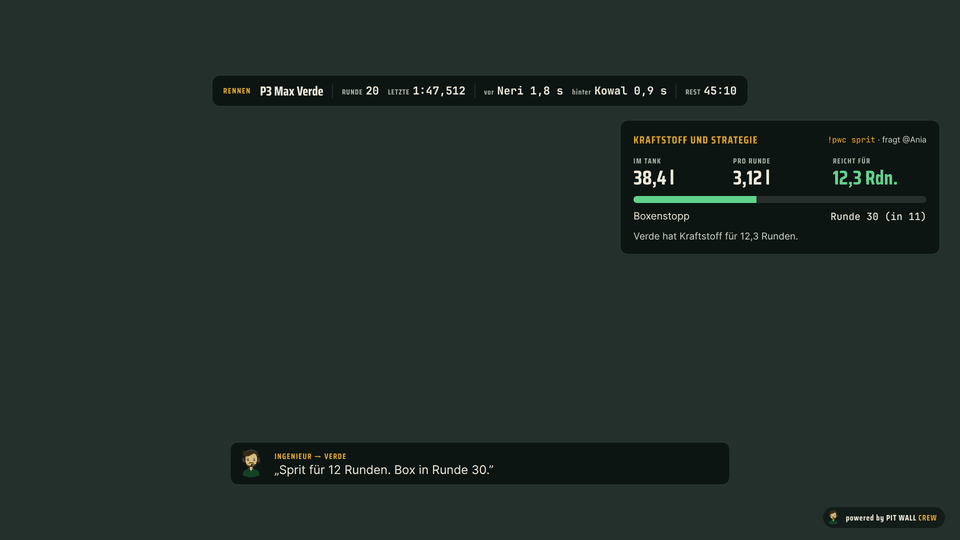 RENNEN P3 Max Verde RUNDE 20 LETZTE 1:47,512 vor Neri 1,8 s hinter Kowal 0,9 s REST 45:10
KRAFTSTOFF UND STRATEGIE !pwc sprit · fragt @Ania
IM TANK PRO RUNDE REICHT FÜR
38,4 l 3,12 l 12,3 Rdn.
Boxenstopp Runde 30 (in 11)
Verde hat Kraftstoff für 12,3 Runden.
INGENIEUR → VERDE
„Sprit für 12 Runden. Box in Runde 30.”
powered by PIT WALL CREW